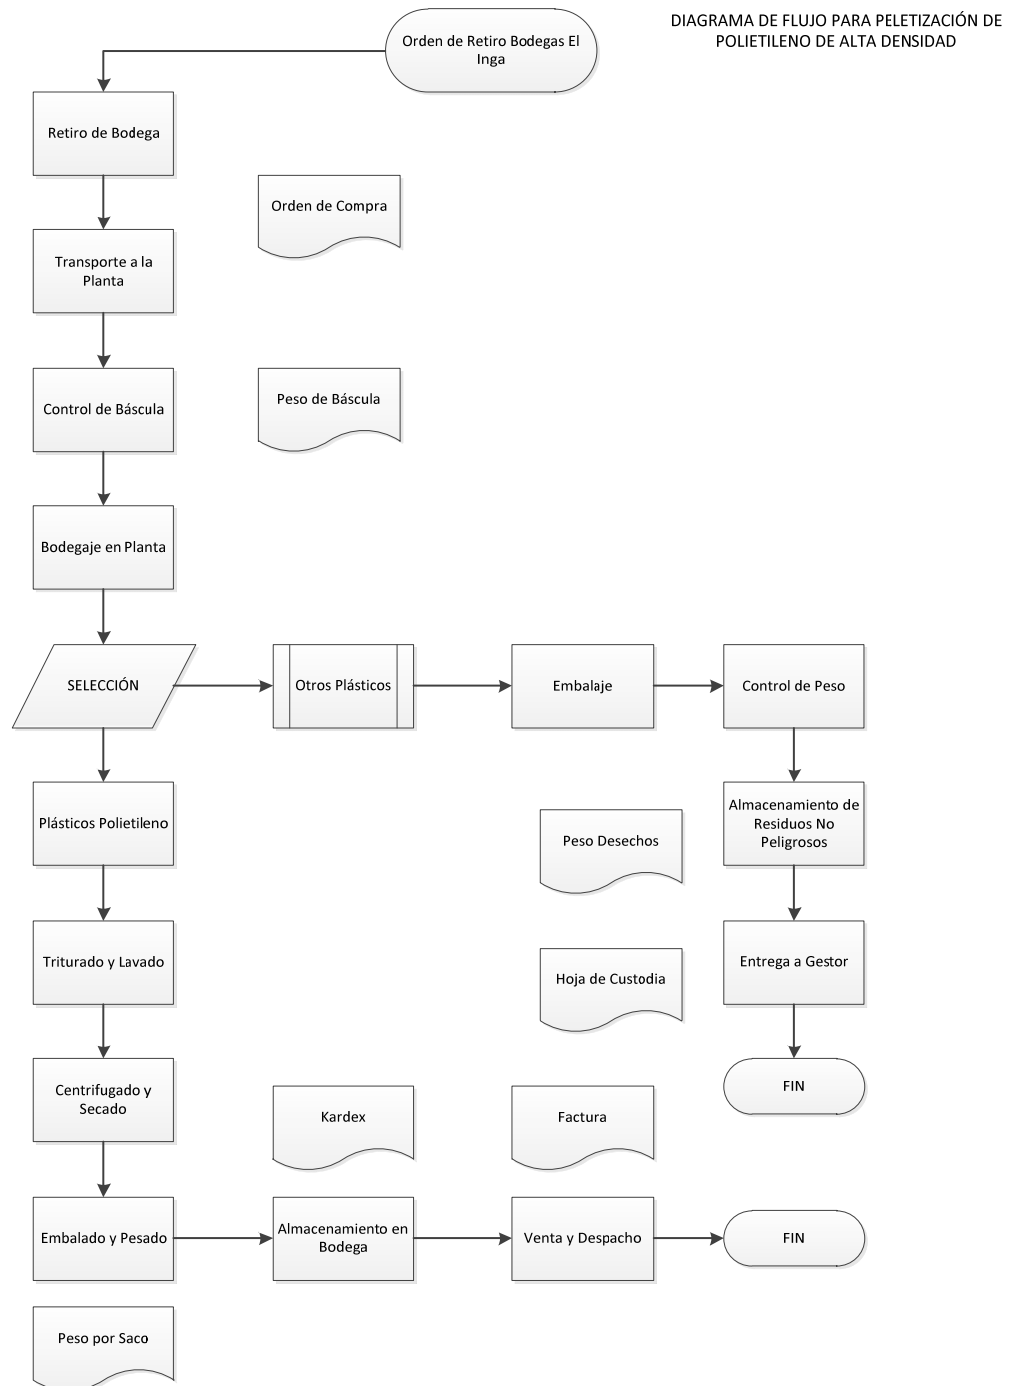 DIAGRAMA DE FLUJO PARA PELETIZACIÓN DE
POLIETILENO DE ALTA DENSIDAD
Orden de Retiro Bodegas El
Inga
Retiro de Bodega
Orden de Compra
Transporte a la
Planta
Control de Báscula
Peso de Báscula
Bodegaje en Planta
SELECCIÓN
Otros Plásticos
Embalaje
Control de Peso
Plásticos Polietileno
Peso Desechos
Almacenamiento de
Residuos No
Peligrosos
Triturado y Lavado
Hoja de Custodia
Entrega a Gestor
Centrifugado y
Secado
Kardex
Factura
FIN
Embalado y Pesado
Almacenamiento en
Bodega
Venta y Despacho
FIN
Peso por Saco